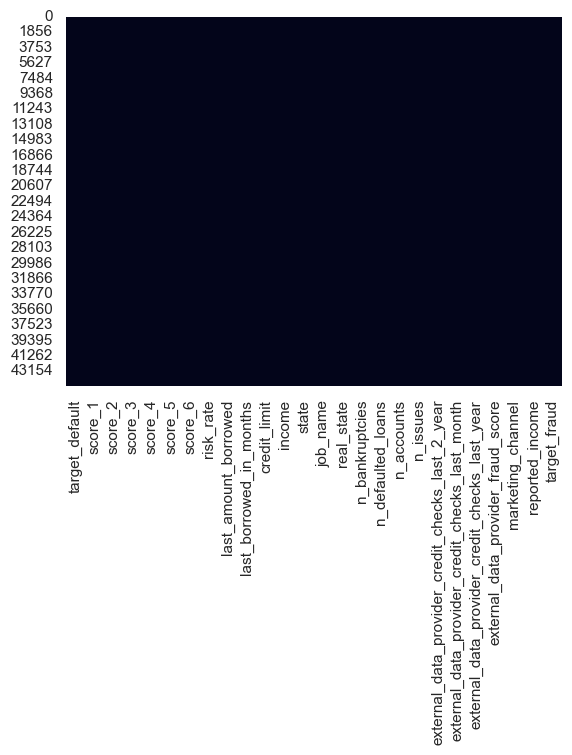 0
1856
3753
5627
7484
9368
11243
13108
14983
16866
18744
20607
22494
24364
26225
28103
29986
31866
33770
35660
37523
39395
41262
43154
target_default
score_1
score_2
score_3
score_4
score_5
score_6
risk_rate
last_amount_borrowed
last_borrowed_in_months
credit_limit
income
state
job_name
real_state
n_bankruptcies
n_defaulted_loans
n_accounts
n_issues
external_data_provider_credit_checks_last_2_year
external_data_provider_credit_checks_last_month
external_data_provider_credit_checks_last_year
external_data_provider_fraud_score
marketing_channel
reported_income
target_fraud